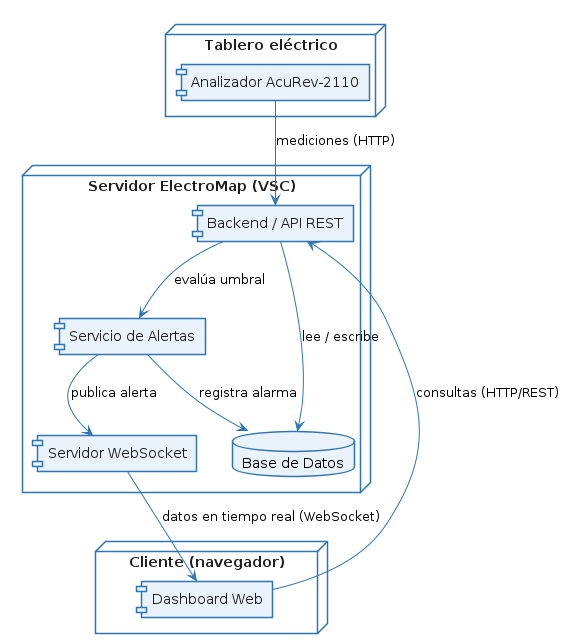 Tablero eléctrico
Analizador AcuRev-2110
mediciones (HTTP)
Servidor ElectroMap (VSC)
Backend / API REST
evalúa umbral
Servicio de Alertas
lee / escribe
publica alerta
registra alarma
consultas (HTTP/REST)
Servidor WebSocket
Base de Datos
datos en tiempo real (WebSocket)
Cliente (navegador)
Dashboard Web